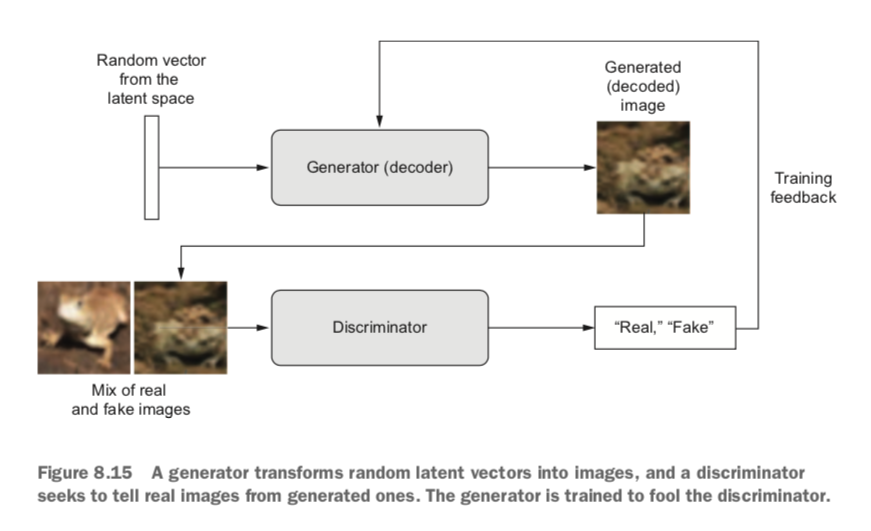 Random vector
from the
latent space
Generator (decoder)
Generated
(decoded)
image
Training
feedback
Mix of real
and fake images
Discriminator
“Real,” “Fake”
Figure 8.15 A generator transforms random latent vectors into images, and a discriminator
seeks to tell real images from generated ones. The generator is trained to fool the discriminator.